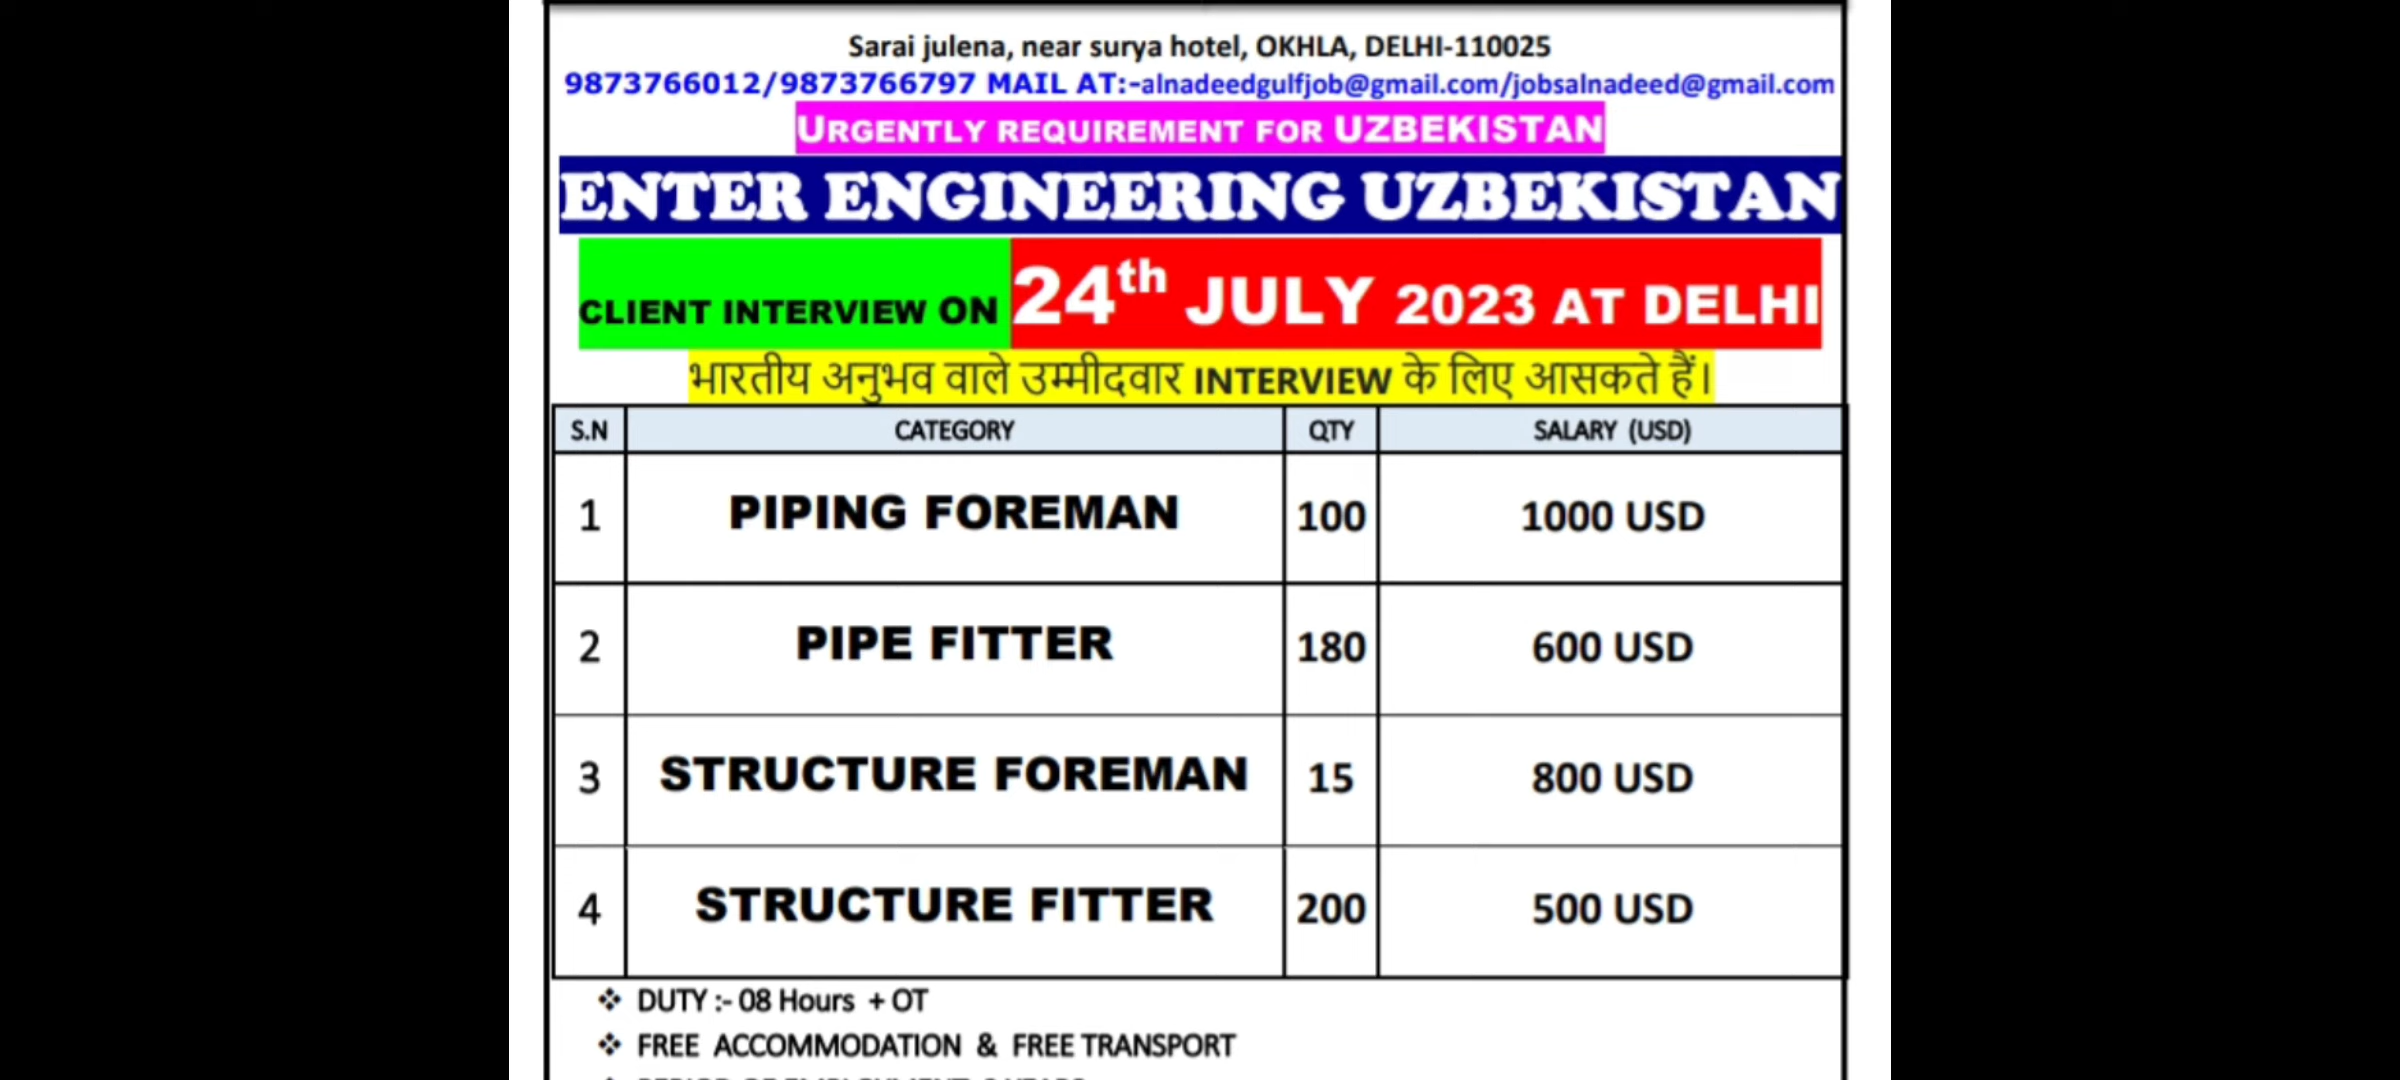 Sarai julena, near surya hotel, OKHLA, DELHI-110025
9873766012/9873766797 MAIL AT:-alnadeedgulfjob@gmail.com/jobsalnadeed@gmail.com
URGENTLY REQUIREMENT FOR UZBEKISTAN
ENTER ENGINEERING UZBEKISTAN
CLIENT INTERVIEW ON 24th JULY 2023 AT DELHI
भारतीय अनुभव वाले उम्मीदवार INTERVIEW के लिए आसकते हैं।
S.N CATEGORY QTY SALARY (USD)
1 PIPING FOREMAN 100 1000 USD
2 PIPE FITTER 180 600 USD
3 STRUCTURE FOREMAN 15 800 USD
4 STRUCTURE FITTER 200 500 USD
❖ DUTY :- 08 Hours + OT
❖ FREE ACCOMMODATION & FREE TRANSPORT